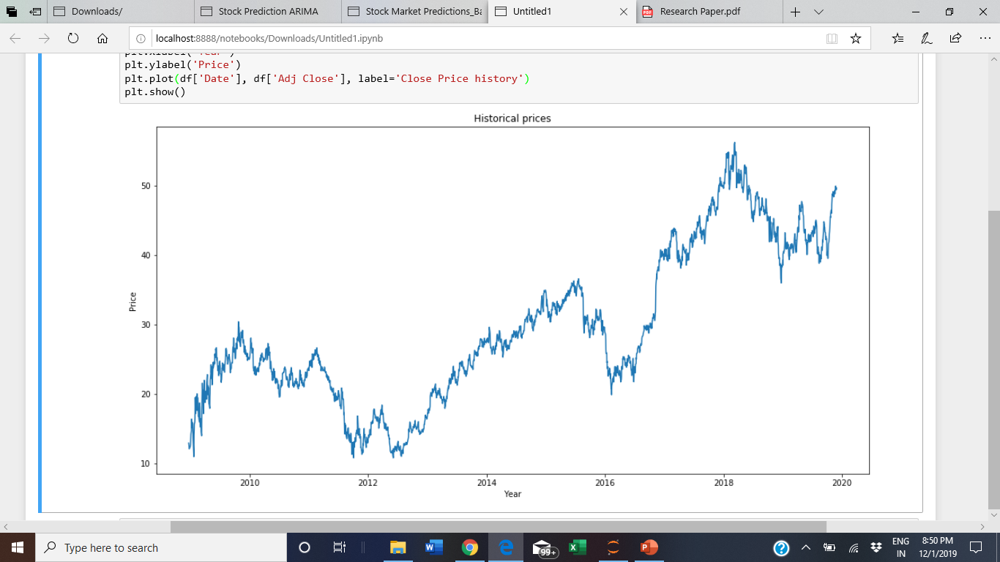 Downloads/
Stock Prediction ARIMA
Stock Market Predictions_Ba
Untitled1
Research Paper.pdf
localhost:8888/notebooks/Downloads/Untitled1.ipynb
plt.xlabel('Year')
plt.ylabel('Price')
plt.plot(df['Date'], df['Adj Close'], label='Close Price history')
plt.show()
Historical prices
50
40
30
20
10
Price
2010 2012 2014 2016 2018 2020
Year
Type here to search
99+
ENG 8:50 PM
IN 12/1/2019